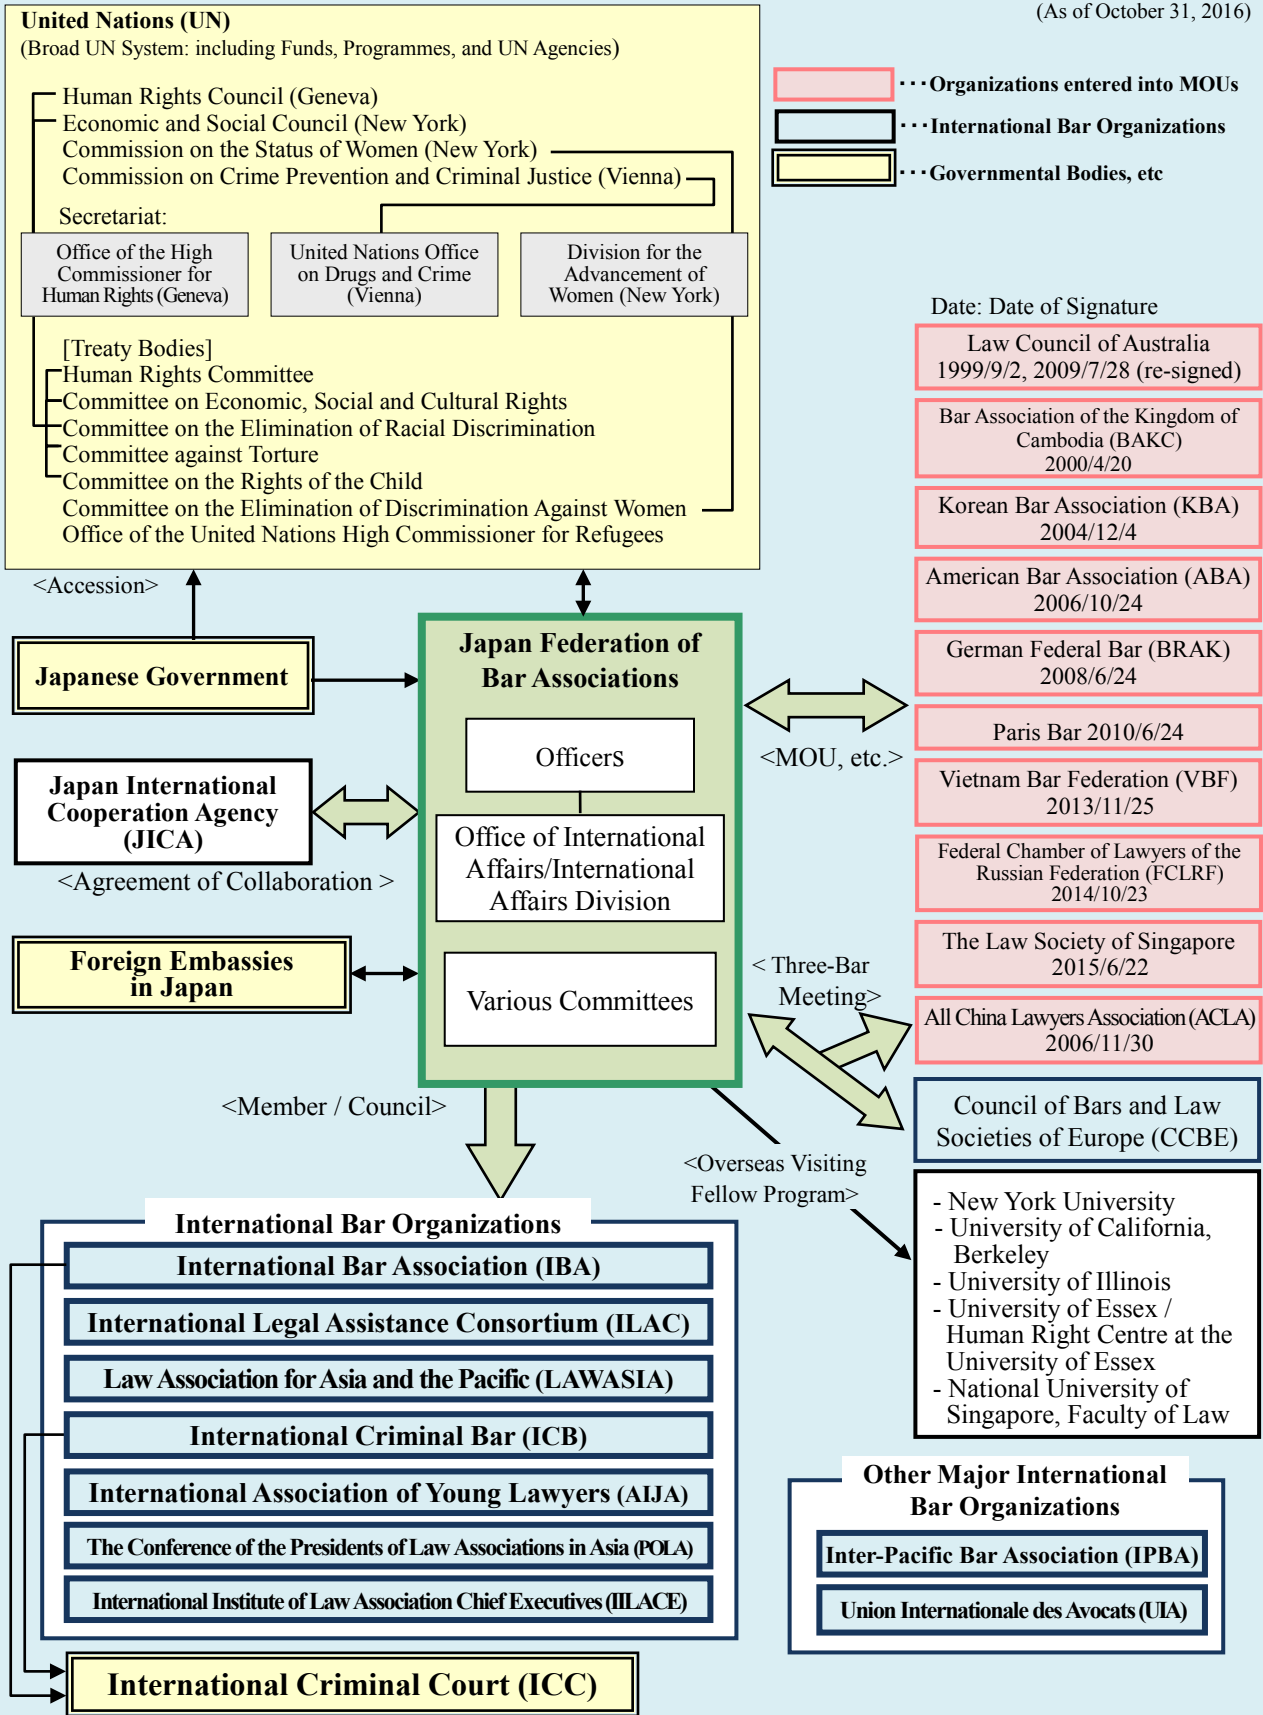 (As of October 31, 2016)
United Nations (UN)
(Broad UN System: including Funds, Programmes, and UN Agencies)
Human Rights Council (Geneva)
Economic and Social Council (New York)
Commission on the Status of Women (New York)
Commission on Crime Prevention and Criminal Justice (Vienna)
Secretariat:
Office of the High
Commissioner for
Human Rights (Geneva)
United Nations Office
on Drugs and Crime
(Vienna)
Division for the
Advancement of
Women (New York)
[Treaty Bodies]
Human Rights Committee
Committee on Economic, Social and Cultural Rights
Committee on the Elimination of Racial Discrimination
Committee against Torture
Committee on the Rights of the Child
Committee on the Elimination of Discrimination Against Women
Office of the United Nations High Commissioner for Refugees
···Organizations entered into MOUs
···International Bar Organizations
···Governmental Bodies, etc
<Accession>
Japanese Government
Japan International
Cooperation Agency
(JICA)
<Agreement of Collaboration >
Foreign Embassies
in Japan
Japan Federation of
Bar Associations
Officers
Office of International
Affairs/International
Affairs Division
Various Committees
<MOU, etc.>
< Three-Bar
Meeting>
Date: Date of Signature
Law Council of Australia
1999/9/2, 2009/7/28 (re-signed)
Bar Association of the Kingdom of
Cambodia (BAKC)
2000/4/20
Korean Bar Association (KBA)
2004/12/4
American Bar Association (ABA)
2006/10/24
German Federal Bar (BRAK)
2008/6/24
Paris Bar 2010/6/24
Vietnam Bar Federation (VBF)
2013/11/25
Federal Chamber of Lawyers of the
Russian Federation (FCLRF)
2014/10/23
The Law Society of Singapore
2015/6/22
All China Lawyers Association (ACLA)
2006/11/30
Council of Bars and Law
Societies of Europe (CCBE)
<Member / Council>
<Overseas Visiting
Fellow Program>
- New York University
- University of California,
Berkeley
- University of Illinois
- University of Essex /
Human Right Centre at the
University of Essex
- National University of
Singapore, Faculty of Law
International Bar Organizations
International Bar Association (IBA)
International Legal Assistance Consortium (ILAC)
Law Association for Asia and the Pacific (LAWASIA)
International Criminal Bar (ICB)
International Association of Young Lawyers (AIJA)
The Conference of the Presidents of Law Associations in Asia (POLA)
International Institute of Law Association Chief Executives (IILACE)
Other Major International
Bar Organizations
Inter-Pacific Bar Association (IPBA)
Union Internationale des Avocats (UIA)
International Criminal Court (ICC)